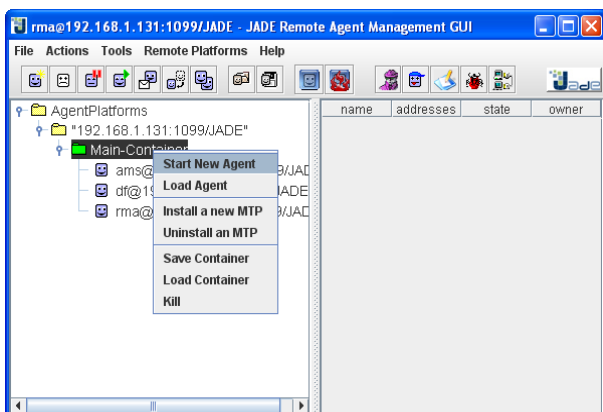 rma@192.168.1.131:1099/JADE - JADE Remote Agent Management GUI
File Actions Tools Remote Platforms Help
Jade
AgentPlatforms
name addresses state owner
"192.168.1.131:1099/JADE"
Main-Container
Start New Agent
ams@ 9/JAD
Load Agent
df@19 JADE
Install a new MTP
rma@ 9/JAD
Uninstall an MTP
Save Container
Load Container
Kill